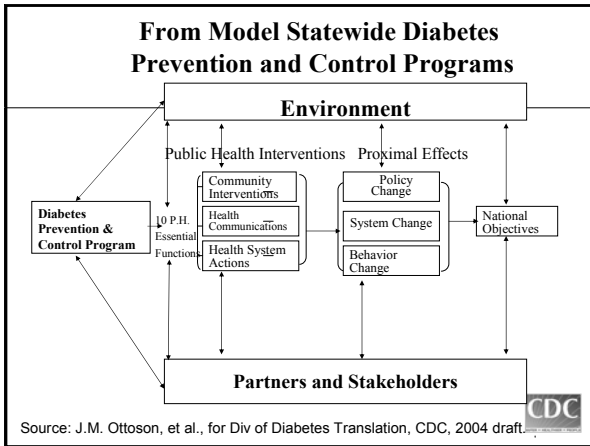 From Model Statewide Diabetes
Prevention and Control Programs
Environment
Public Health Interventions
Proximal Effects
Diabetes
Prevention &
Control Program
10 P.H.
Essential
Functions
Community
Interventions
Health
Communications
Health System
Actions
Policy
Change
System Change
Behavior
Change
National
Objectives
Partners and Stakeholders
Source: J.M. Ottoson, et al., for Div of Diabetes Translation, CDC, 2004 draft.
CDC